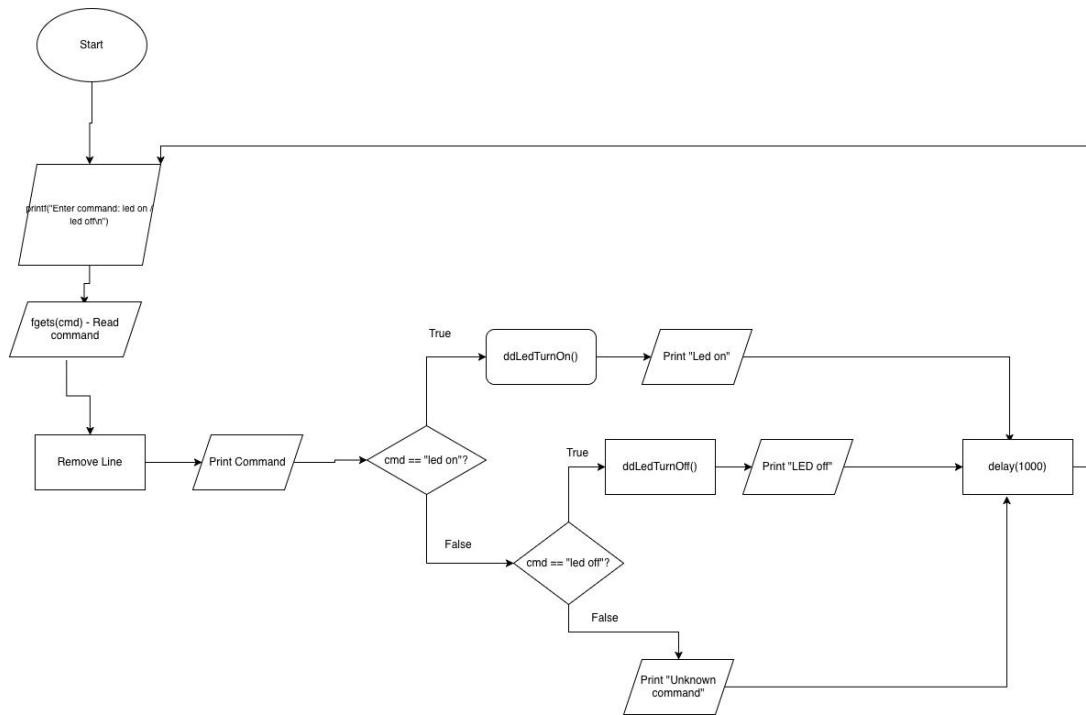 Start
printf("Enter command: led on /
led off\n")
fgets(cmd) - Read
command
Remove Line
Print Command
cmd == "led on"?
True
ddLedTurnOn()
Print "Led on"
False
cmd == "led off"?
True
ddLedTurnOff()
Print "LED off"
False
Print "Unknown
command"
delay(1000)